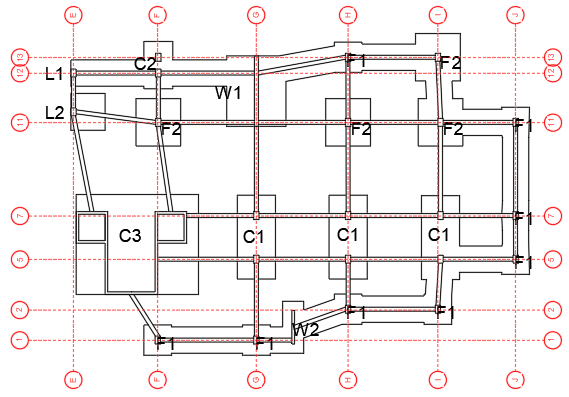 E F G H I J
13 F1 13
C2 F2
12 L1 12
W1
L2
11 F2 F2 F2 F1 11
7 F1 7
C3 C1 C1 C1
5 F1 5
2 F1 F1 2
W2
1 F1 F1 1
E F G H I J